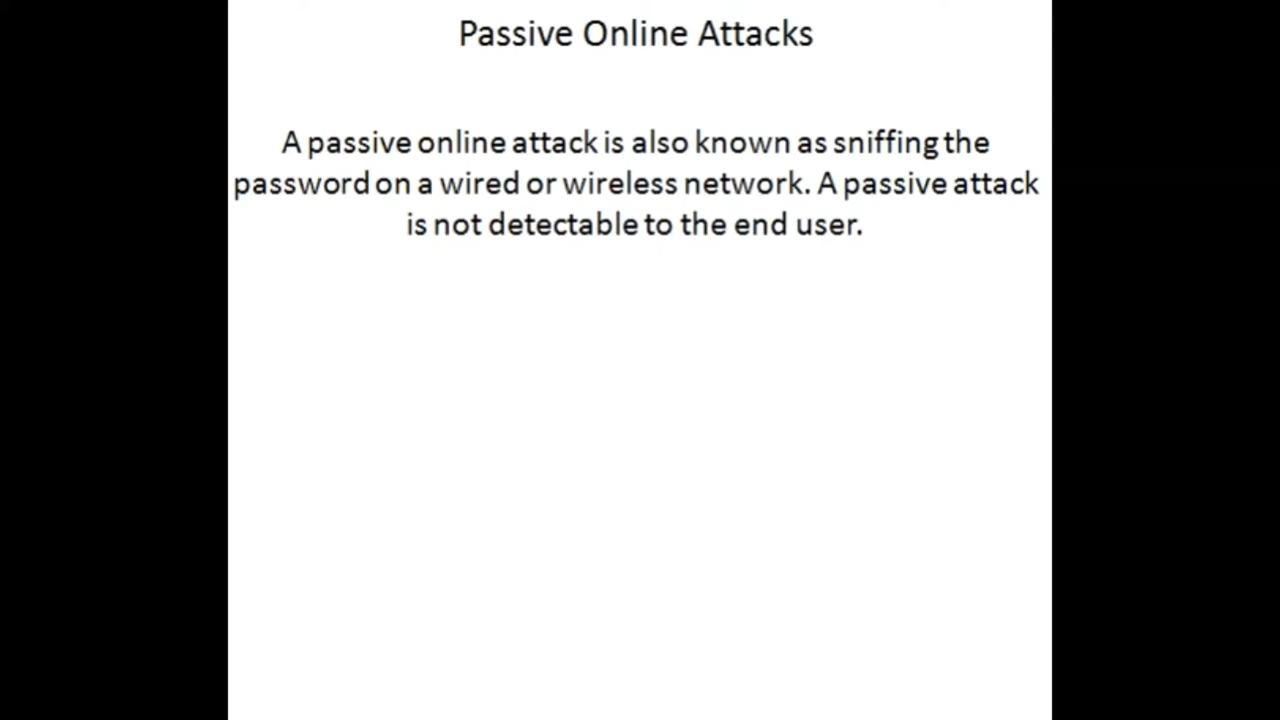 Passive Online Attacks
A passive online attack is also known as sniffing the
password on a wired or wireless network. A passive attack
is not detectable to the end user.